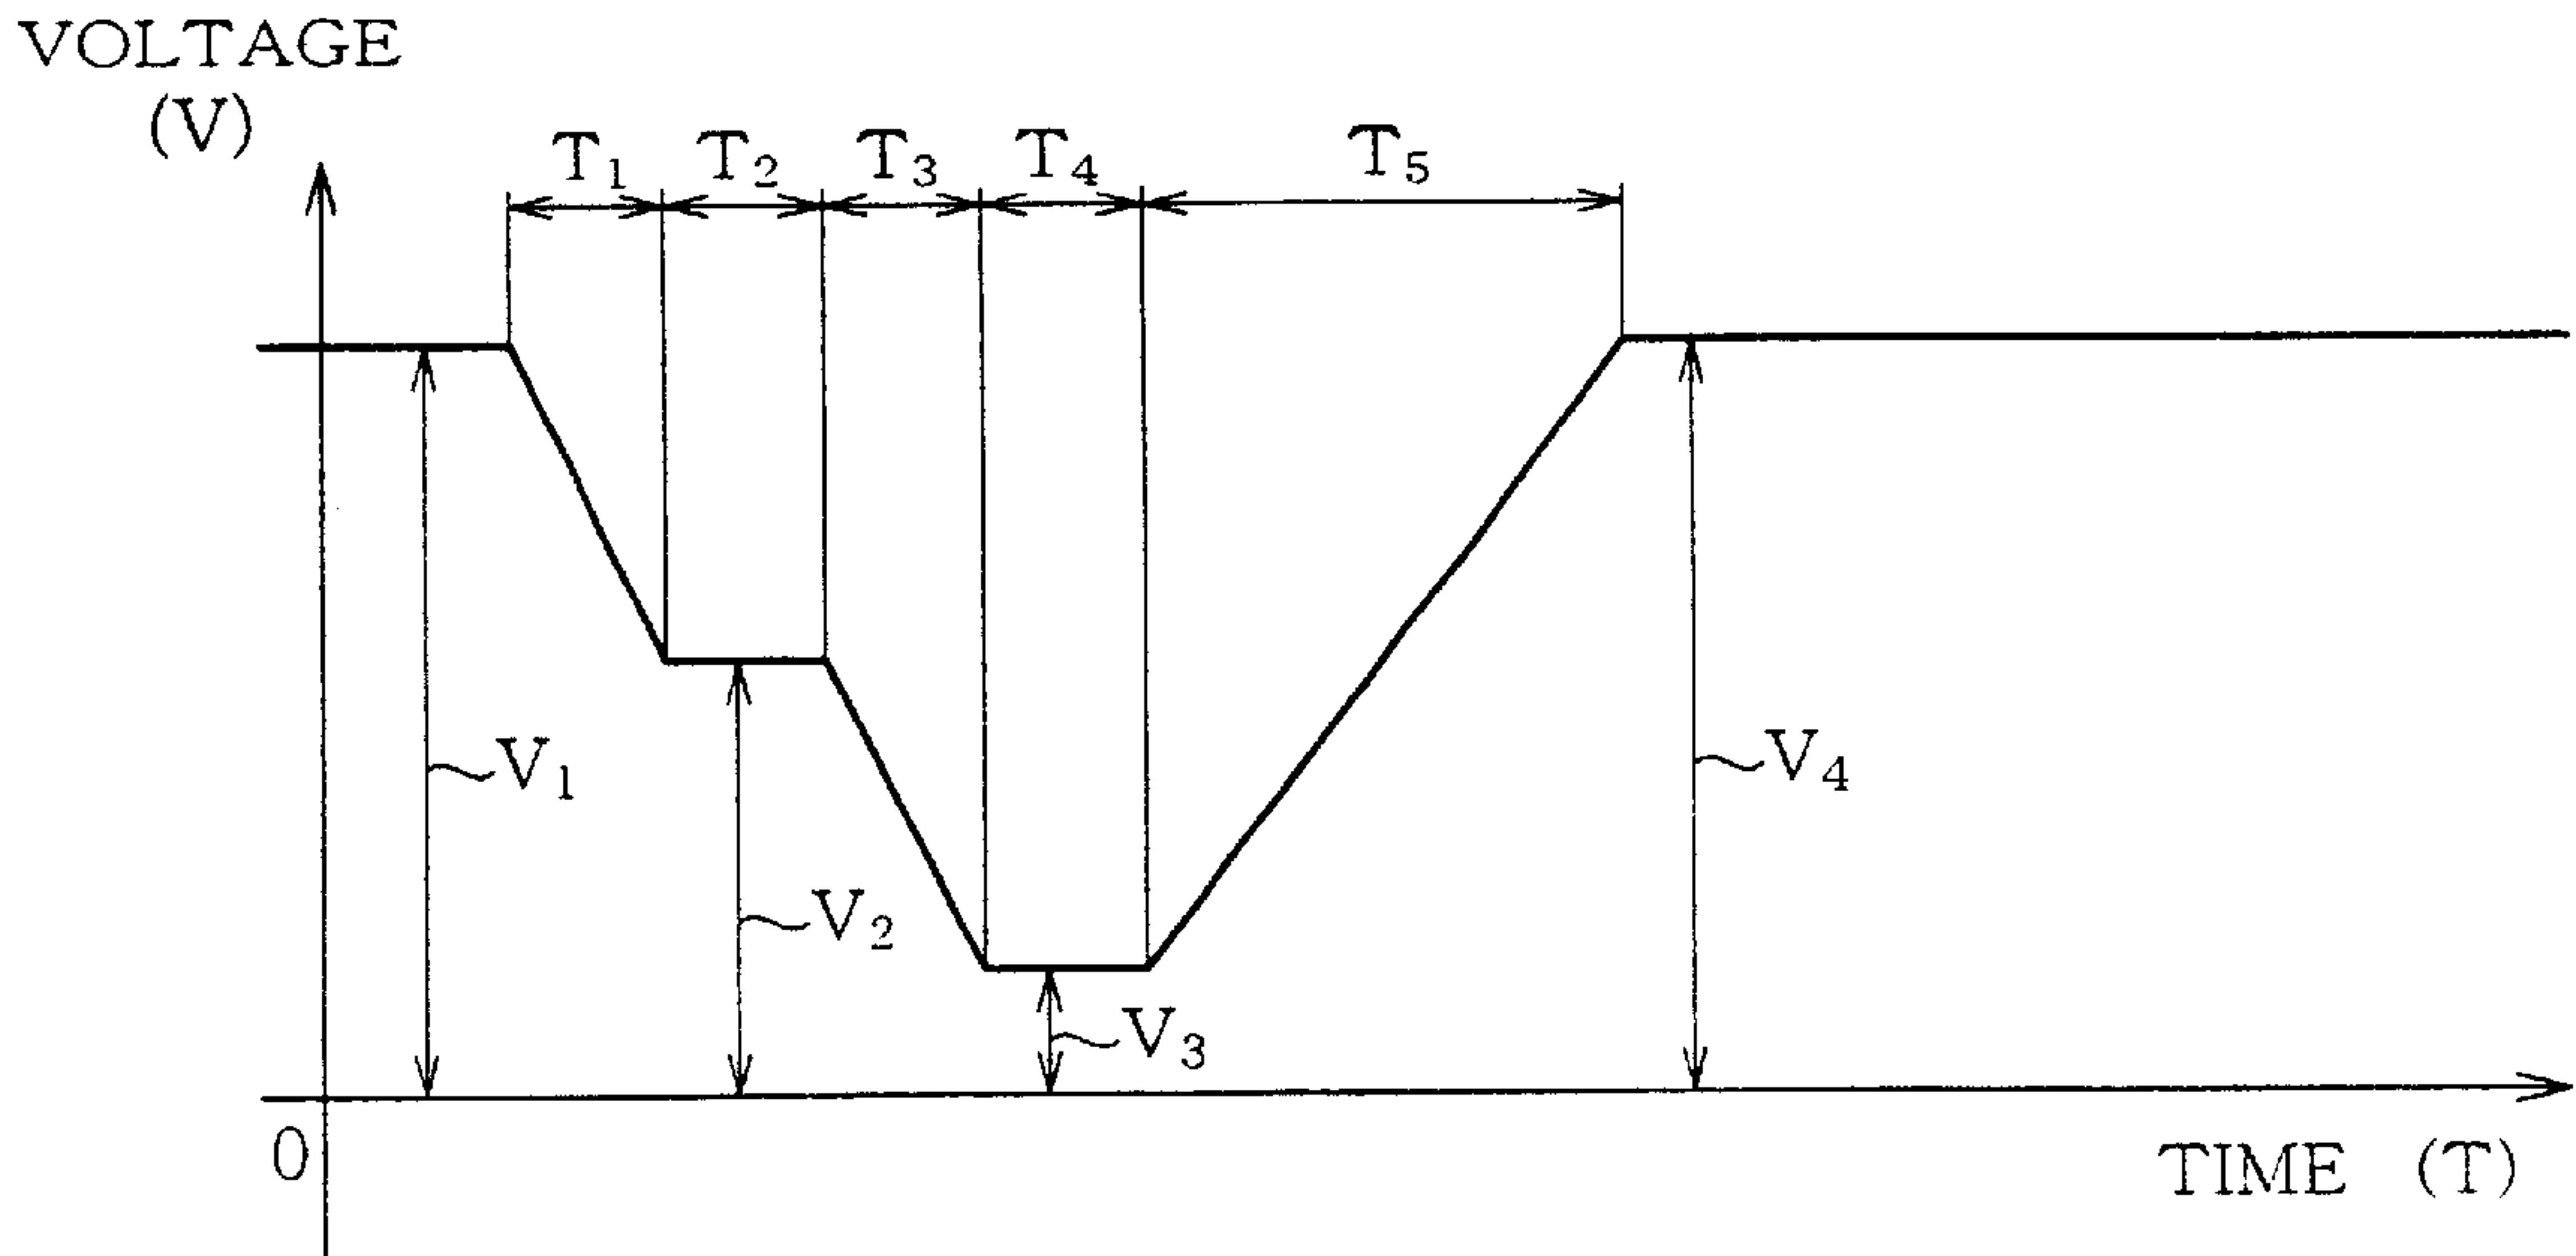 VOLTAGE
(V)
T₁ T₂ T₃ T₄ T₅
V₁
V₄
V₂
V₃
0
TIME (T)